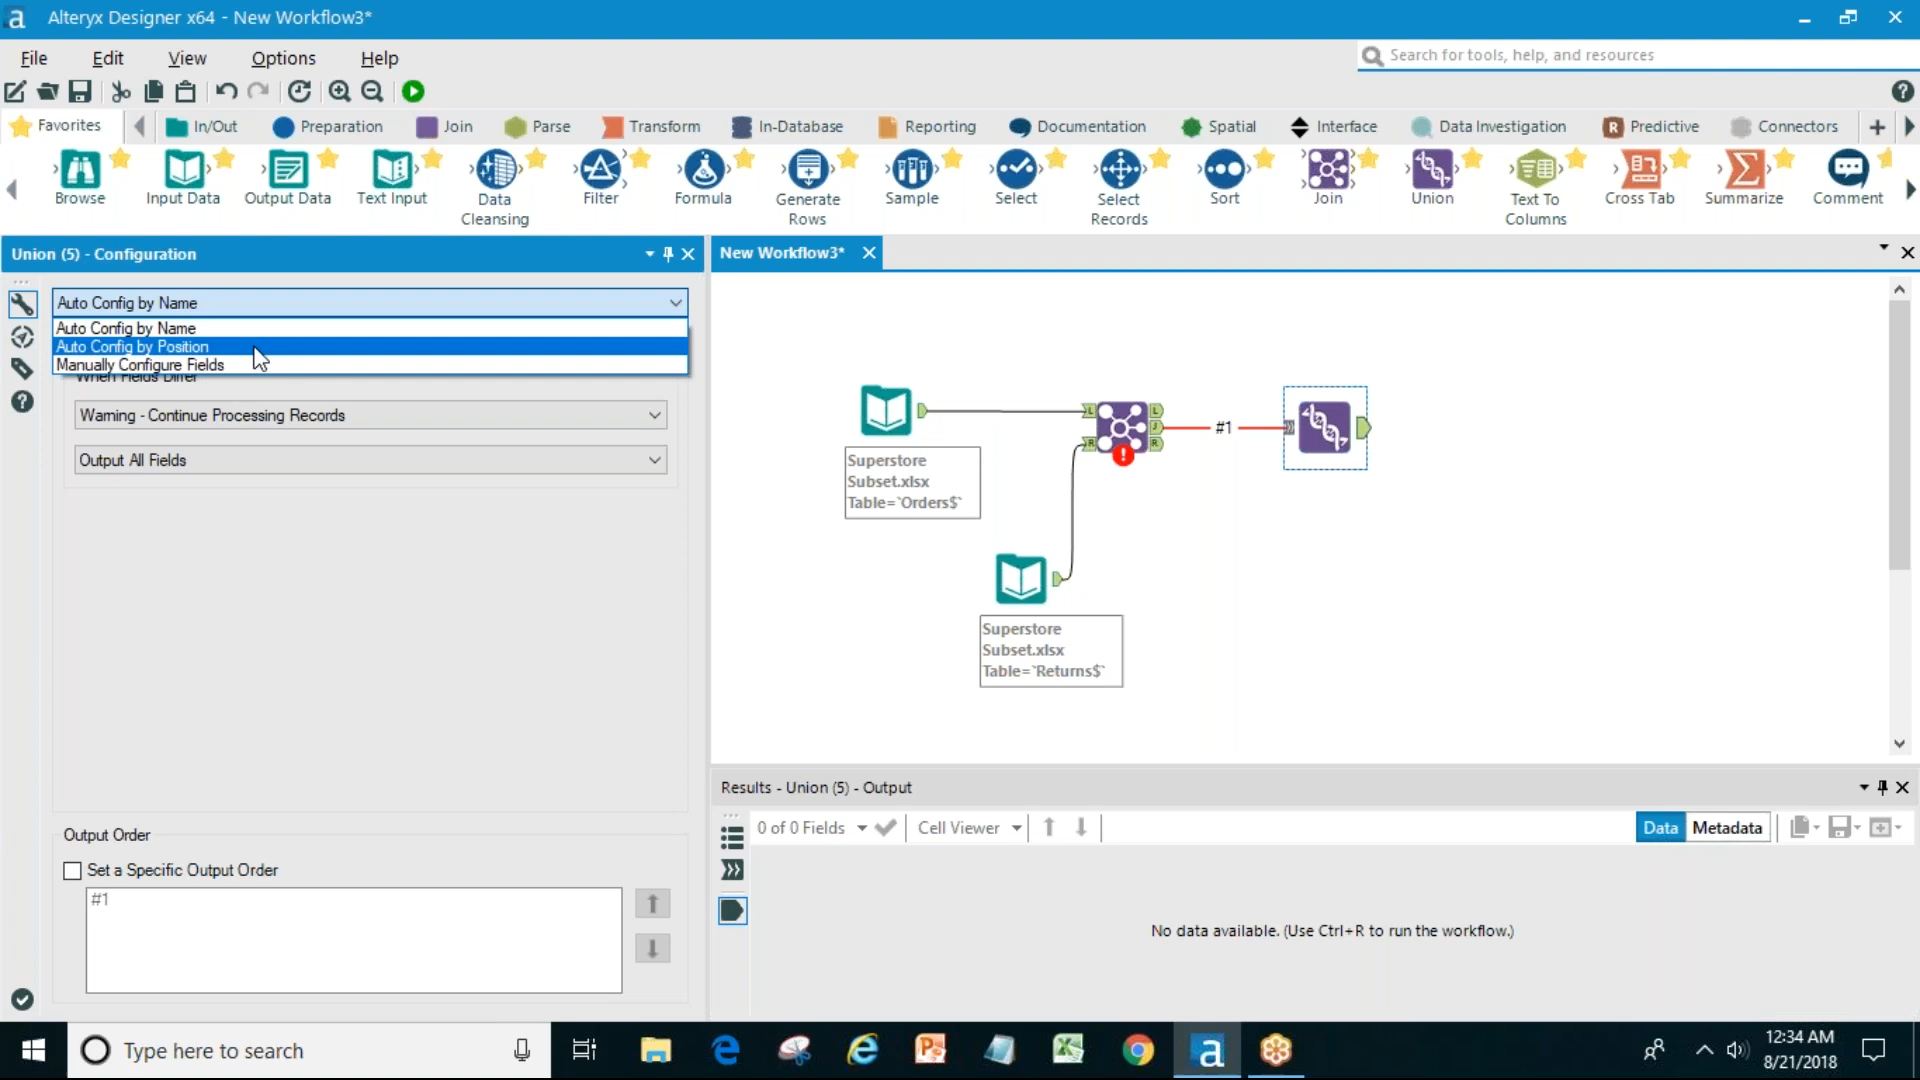 Alteryx Designer x64 - New Workflow3*
File Edit View Options Help
Search for tools, help, and resources
Favorites In/Out Preparation Join Parse Transform In-Database Reporting Documentation Spatial Interface Data Investigation Predictive Connectors
Browse Input Data Output Data Text Input Data Cleansing Filter Formula Generate Rows Sample Select Select Records Sort Join Union Text To Columns Cross Tab Summarize Comment
Union (5) - Configuration
Auto Config by Name
Auto Config by Name
Auto Config by Position
Manually Configure Fields
When Fields Differ
Warning - Continue Processing Records
Output All Fields
Output Order
Set a Specific Output Order
#1
New Workflow3*
L
R
L
J
R
#1
Superstore
Subset.xlsx
Table=`Orders$`
Superstore
Subset.xlsx
Table=`Returns$`
Results - Union (5) - Output
0 of 0 Fields Cell Viewer Data Metadata
No data available. (Use Ctrl+R to run the workflow.)
Type here to search
12:34 AM
8/21/2018